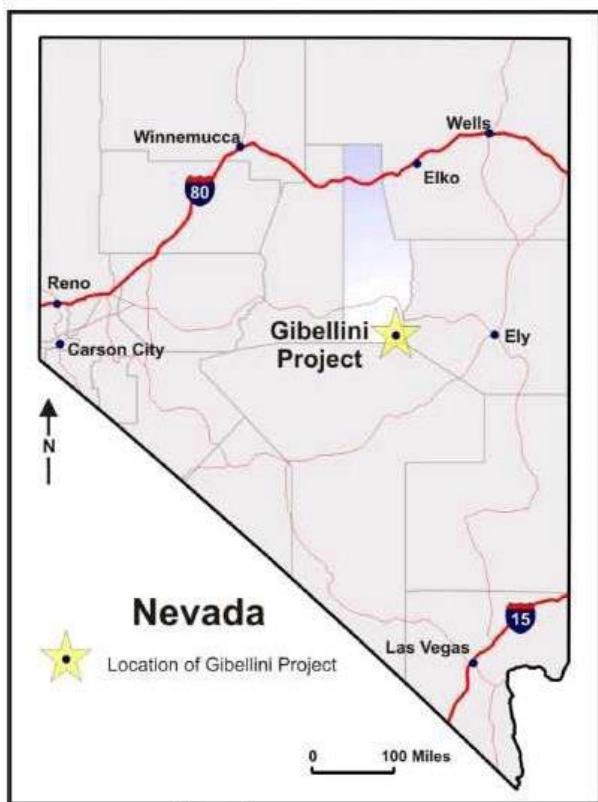 Winnemucca
Wells
Elko
80
Reno
Carson City
Gibellini
Project
Ely
N
Nevada
Location of Gibellini Project
15
Las Vegas
0 100 Miles